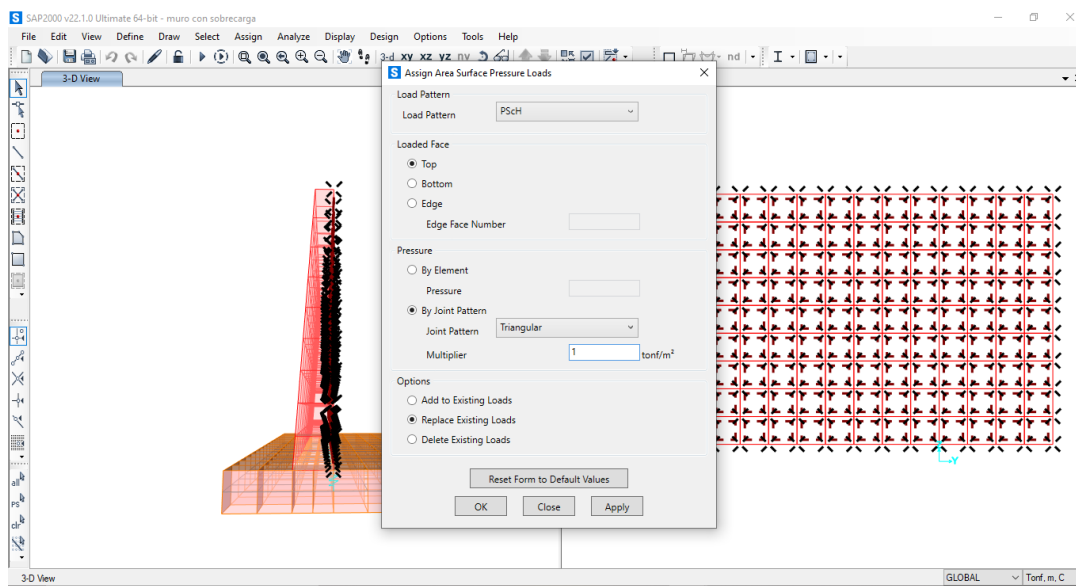 SAP2000 v22.1.0 Ultimate 64-bit - muro con sobrecarga
File Edit View Define Draw Select Assign Analyze Display Design Options Tools Help
3-d xy xz yz nv nd
3-D View
Assign Area Surface Pressure Loads
Load Pattern
Load Pattern PScH
Loaded Face
Top
Bottom
Edge
Edge Face Number
Pressure
By Element
Pressure
By Joint Pattern
Joint Pattern Triangular
Multiplier 1 tonf/m²
Options
Add to Existing Loads
Replace Existing Loads
Delete Existing Loads
Reset Form to Default Values
OK Close Apply
all
PS
clr
Y
3-D View GLOBAL Tonf, m, C